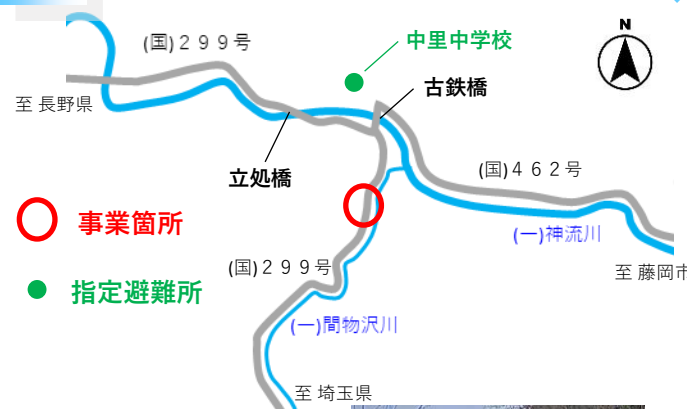 N
(国)２９９号
中里中学校
古鉄橋
至 長野県
立処橋
(国)４６２号
事業箇所
(一)神流川
(国)２９９号
至 藤岡市
指定避難所
(一)間物沢川
至 埼玉県